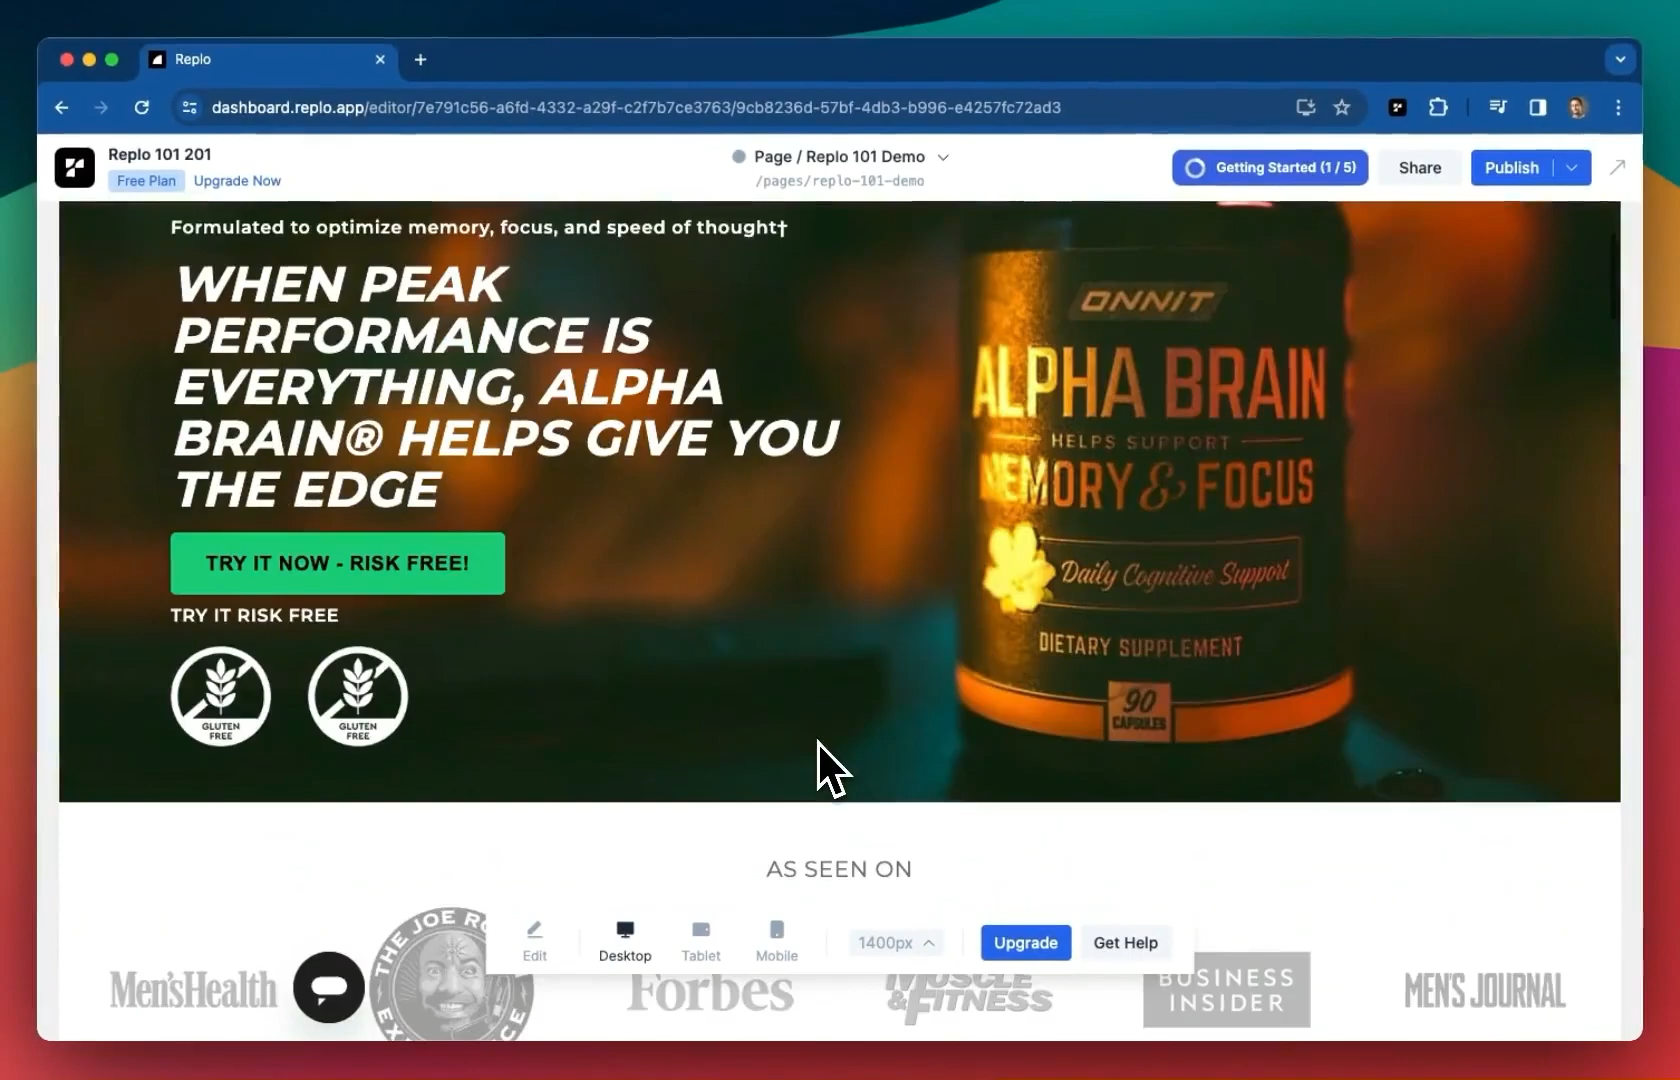 Replo
dashboard.replo.app/editor/7e791c56-a6fd-4332-a29f-c2f7b7ce3763/9cb8236d-57bf-4db3-b996-e4257fc72ad3
Replo 101 201
Free Plan Upgrade Now
Page / Replo 101 Demo
/pages/replo-101-demo
Getting Started (1 / 5)
Share
Publish
Formulated to optimize memory, focus, and speed of thought†
WHEN PEAK
PERFORMANCE IS
EVERYTHING, ALPHA
BRAIN® HELPS GIVE YOU
THE EDGE
TRY IT NOW - RISK FREE!
TRY IT RISK FREE
GLUTEN
FREE
GLUTEN
FREE
ONNIT
ALPHA BRAIN
HELPS SUPPORT
MEMORY & FOCUS
Daily Cognitive Support
DIETARY SUPPLEMENT
90
CAPSULES
AS SEEN ON
Edit
Desktop
Tablet
Mobile
1400px
Upgrade
Get Help
Men'sHealth
THE JOE
Forbes
MUSCLE
&FITNESS
BUSINESS
INSIDER
MEN'S JOURNAL